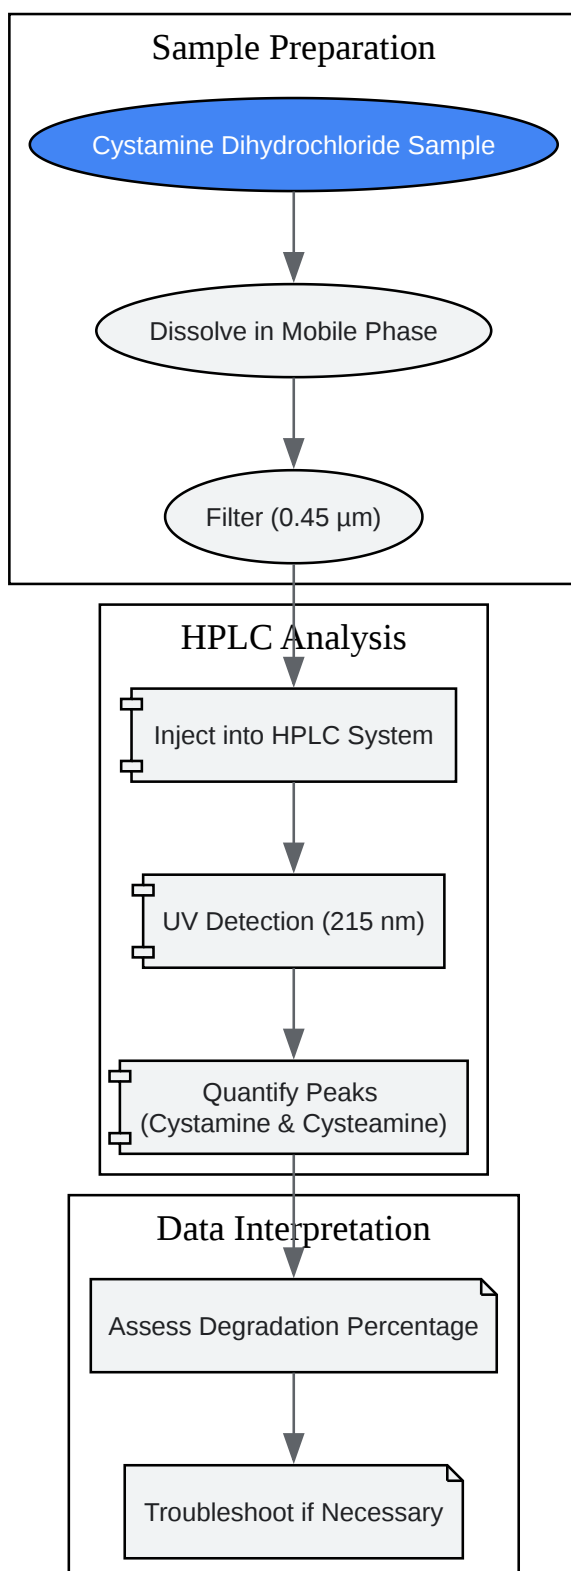 Sample Preparation
Cystamine Dihydrochloride Sample
Dissolve in Mobile Phase
Filter (0.45 µm)
HPLC Analysis
Inject into HPLC System
UV Detection (215 nm)
Quantify Peaks
(Cystamine & Cysteamine)
Data Interpretation
Assess Degradation Percentage
Troubleshoot if Necessary